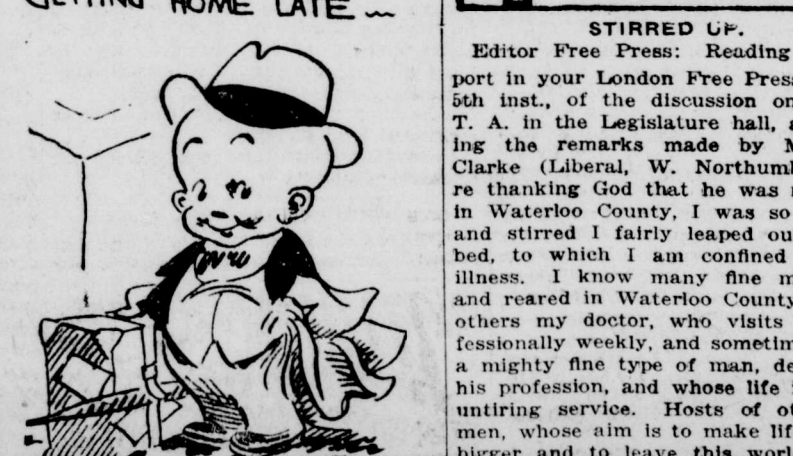 GETTING HOME LATE
STIRRED UP.
Editor Free Press: Reading
port in your London Free Press
5th inst., of the discussion on
T. A. in the Legislature hall,
ing the remarks made by
Clarke (Liberal, W. Northuml
re thanking God that he was
in Waterloo County, I was so
and stirred I fairly leaped ou
bed, to which I am confined
illness. I know many fine m
and reared in Waterloo County
others my doctor, who visits
fessionally weekly, and sometim
a mighty fine type of man, de
his profession, and whose life
untiring service. Hosts of ot
men, whose aim is to make lif
bigger and to leave this worl